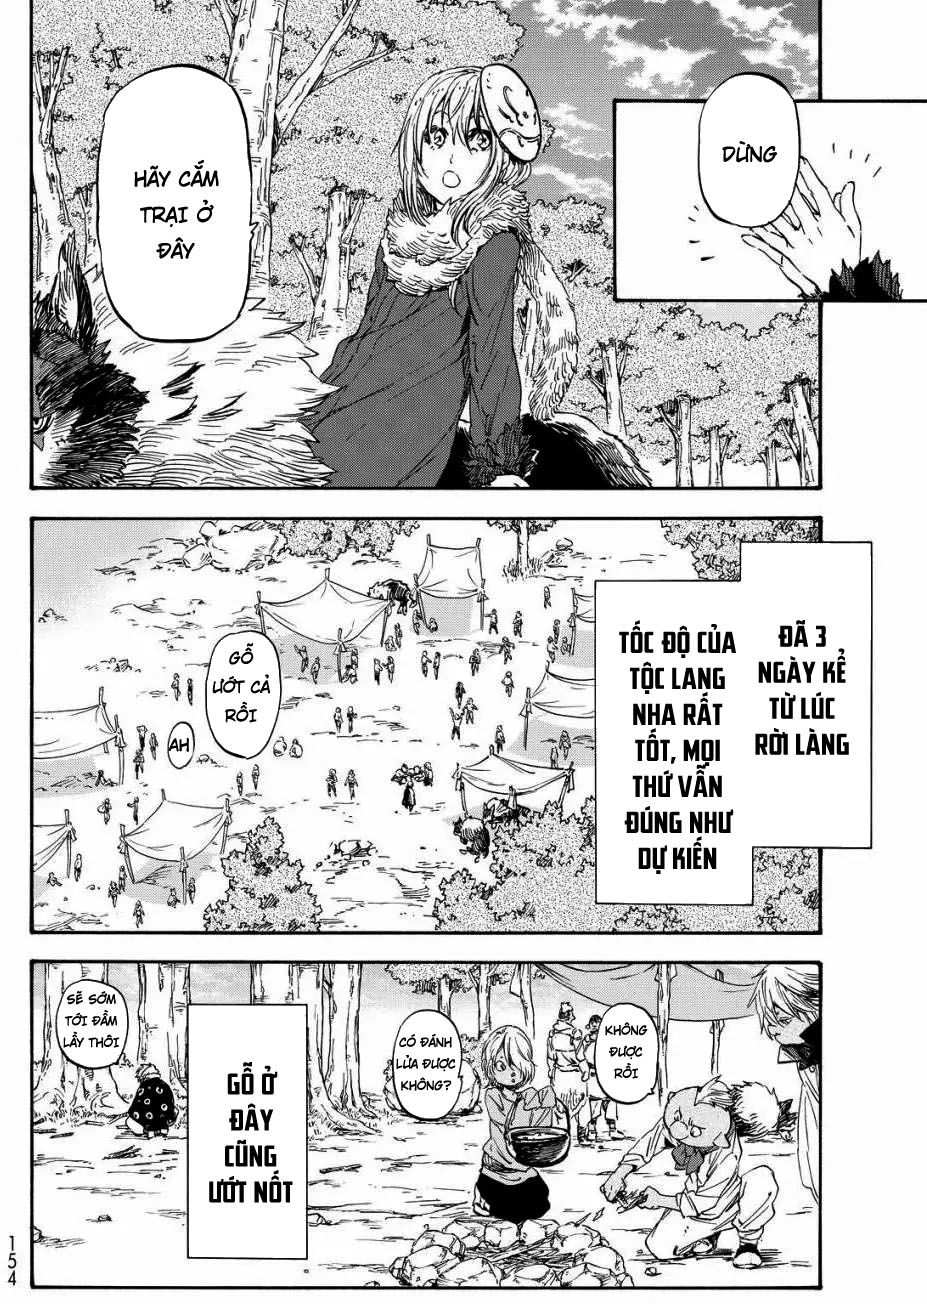 DỪNG
HÃY CẮM
TRẠI Ở
ĐÂY
ĐÃ 3
NGÀY KỂ
TỪ LÚC
RỜI LÀNG
TỐC ĐỘ CỦA
TỘC LANG
NHA RẤT
TỐT, MỌI
THỨ VẪN
ĐÚNG NHƯ
DỰ KIẾN
GỖ
ƯỚT CẢ
RỒI
AH
KHÔNG
ĐƯỢC
RỒI
CÓ ĐÁNH
LỬA ĐƯỢC
KHÔNG?
GỖ Ở
ĐÂY
CŨNG
ƯỚT NỐT
SẼ SỚM
TỚI ĐẦM
LẦY THÔI
154